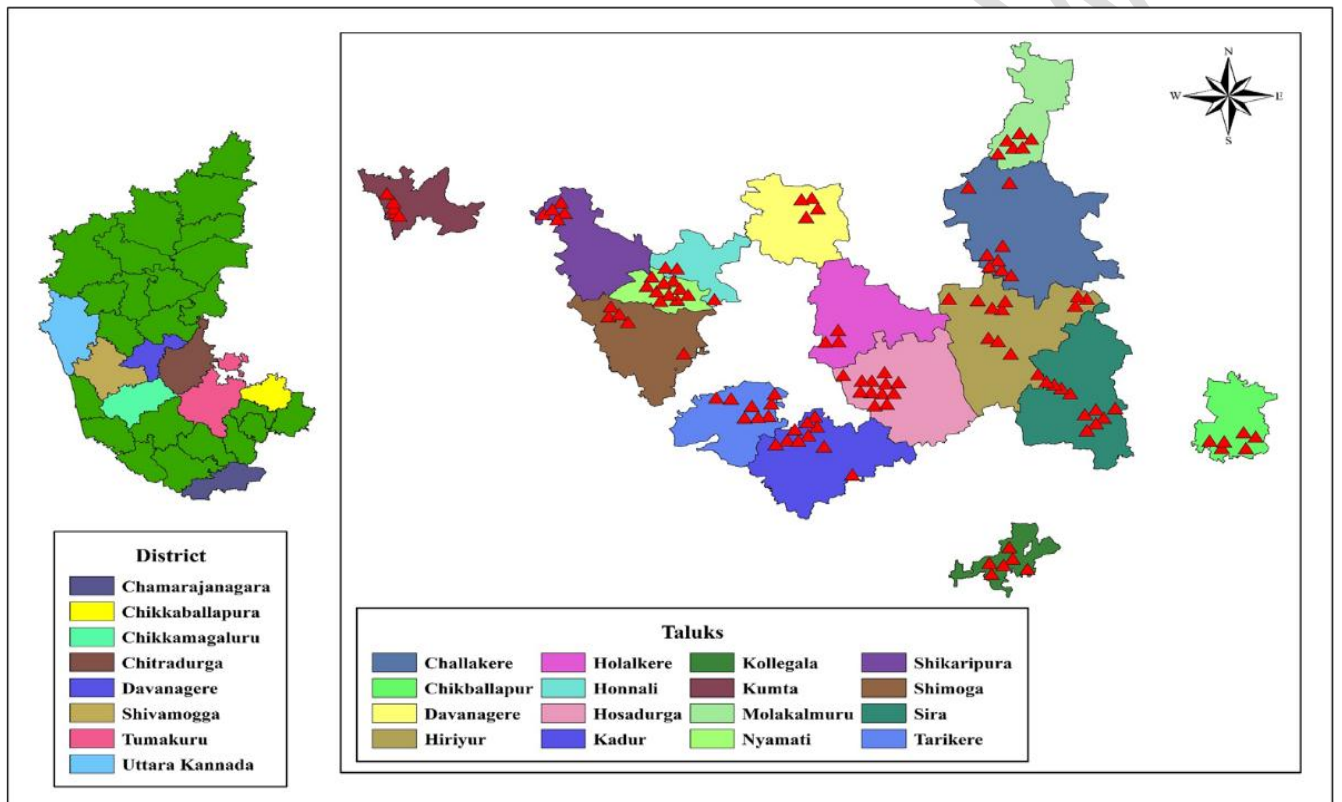 N
W E
S
District
Chamarajanagara
Chikkaballapura
Chikkamagaluru
Chitradurga
Davanagere
Shivamogga
Tumakuru
Uttara Kannada
Taluks
Challakere Holalkere Kollegala Shikaripura
Chikballapur Honnali Kumta Shimoga
Davanagere Hosadurga Molakalmuru Sira
Hiriyur Kadur Nyamati Tarikere